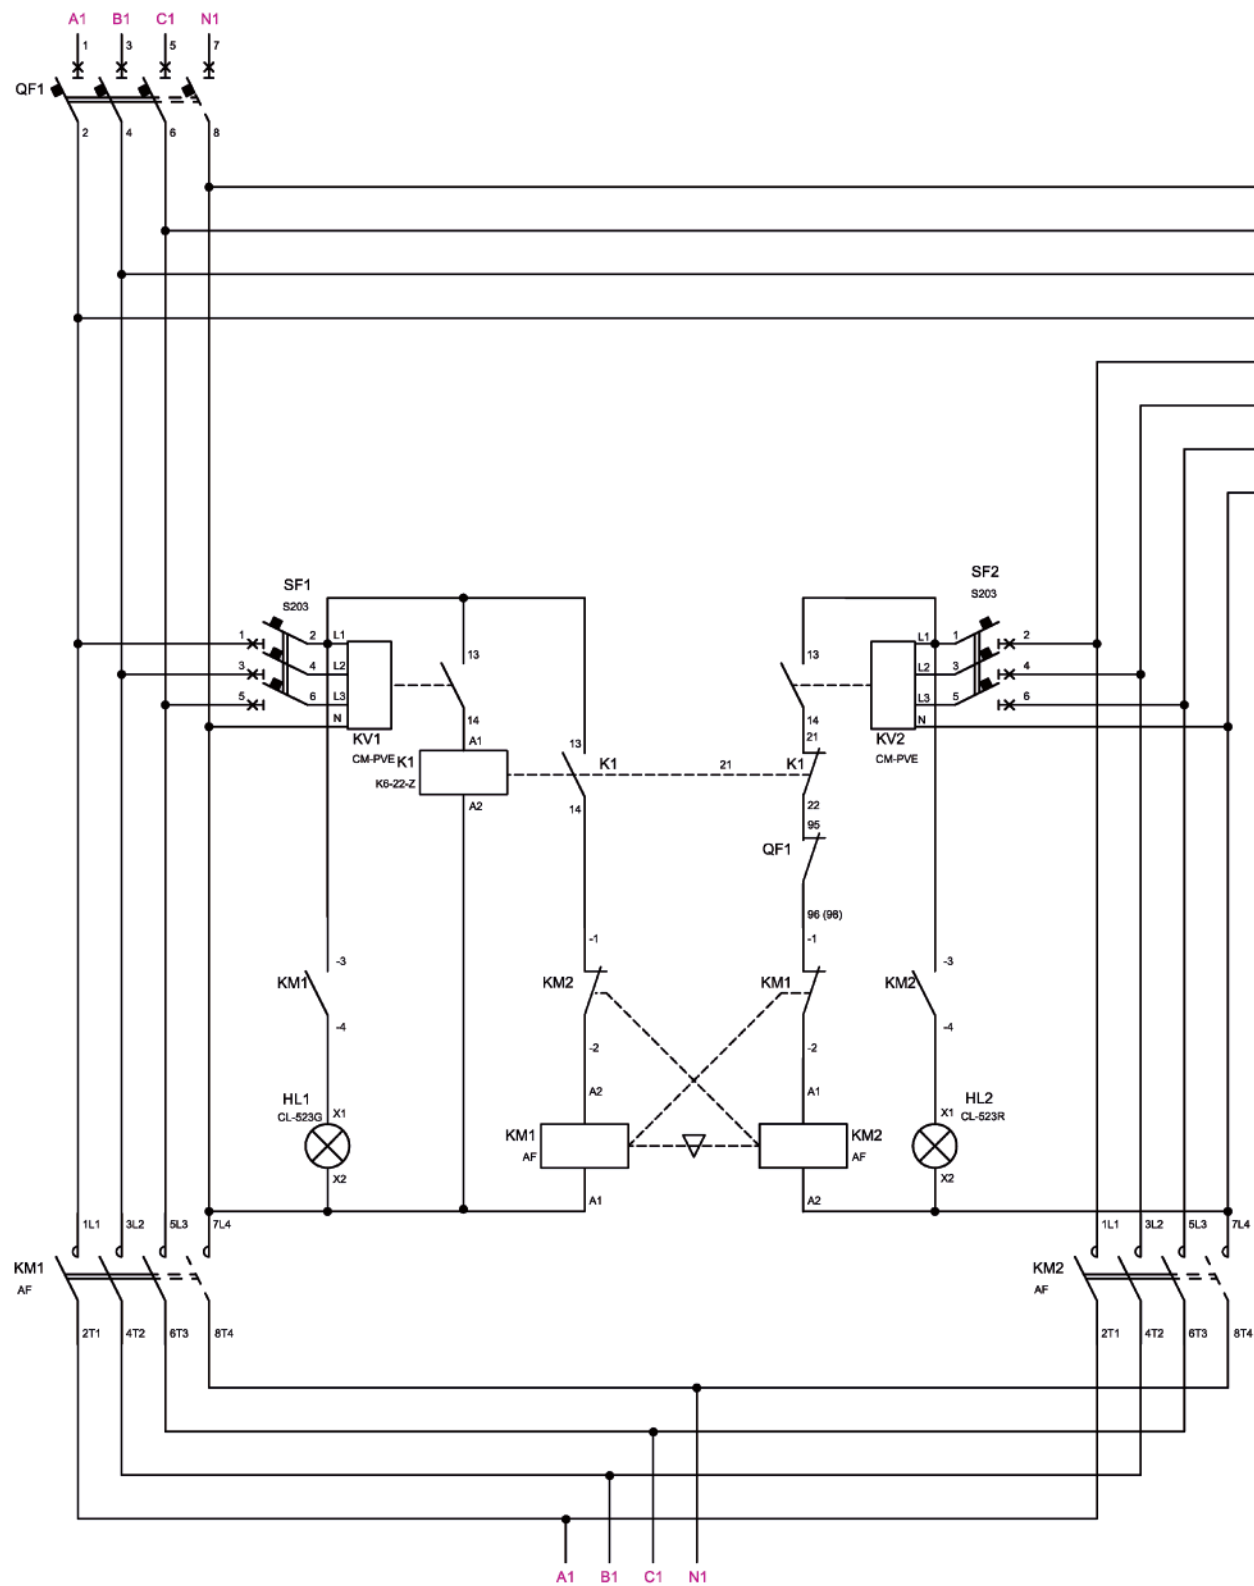 A1 B1 C1 N1
1 3 5 7
QF1
2 4 6 8
SF1
S203
SF2
S203
1 2 L1
3 4 L2
5 6 L3
N
KV1
CM-PVE
13
14
K1
K6-22-Z
A1
A2
13
K1
14
21
13
14
21
K1
22
95
QF1
96 (98)
L1 1 2
L2 3 4
L3 5 6
N
KV2
CM-PVE
-3
KM1
-4
-1
KM2
-2
-1
KM1
-2
-3
KM2
-4
HL1
CL-523G
X1
X2
A2
KM1
AF
A1
A1
KM2
AF
A2
HL2
CL-523R
X1
X2
1L1 3L2 5L3 7L4
KM1
AF
2T1 4T2 6T3 8T4
1L1 3L2 5L3 7L4
KM2
AF
2T1 4T2 6T3 8T4
A1 B1 C1 N1